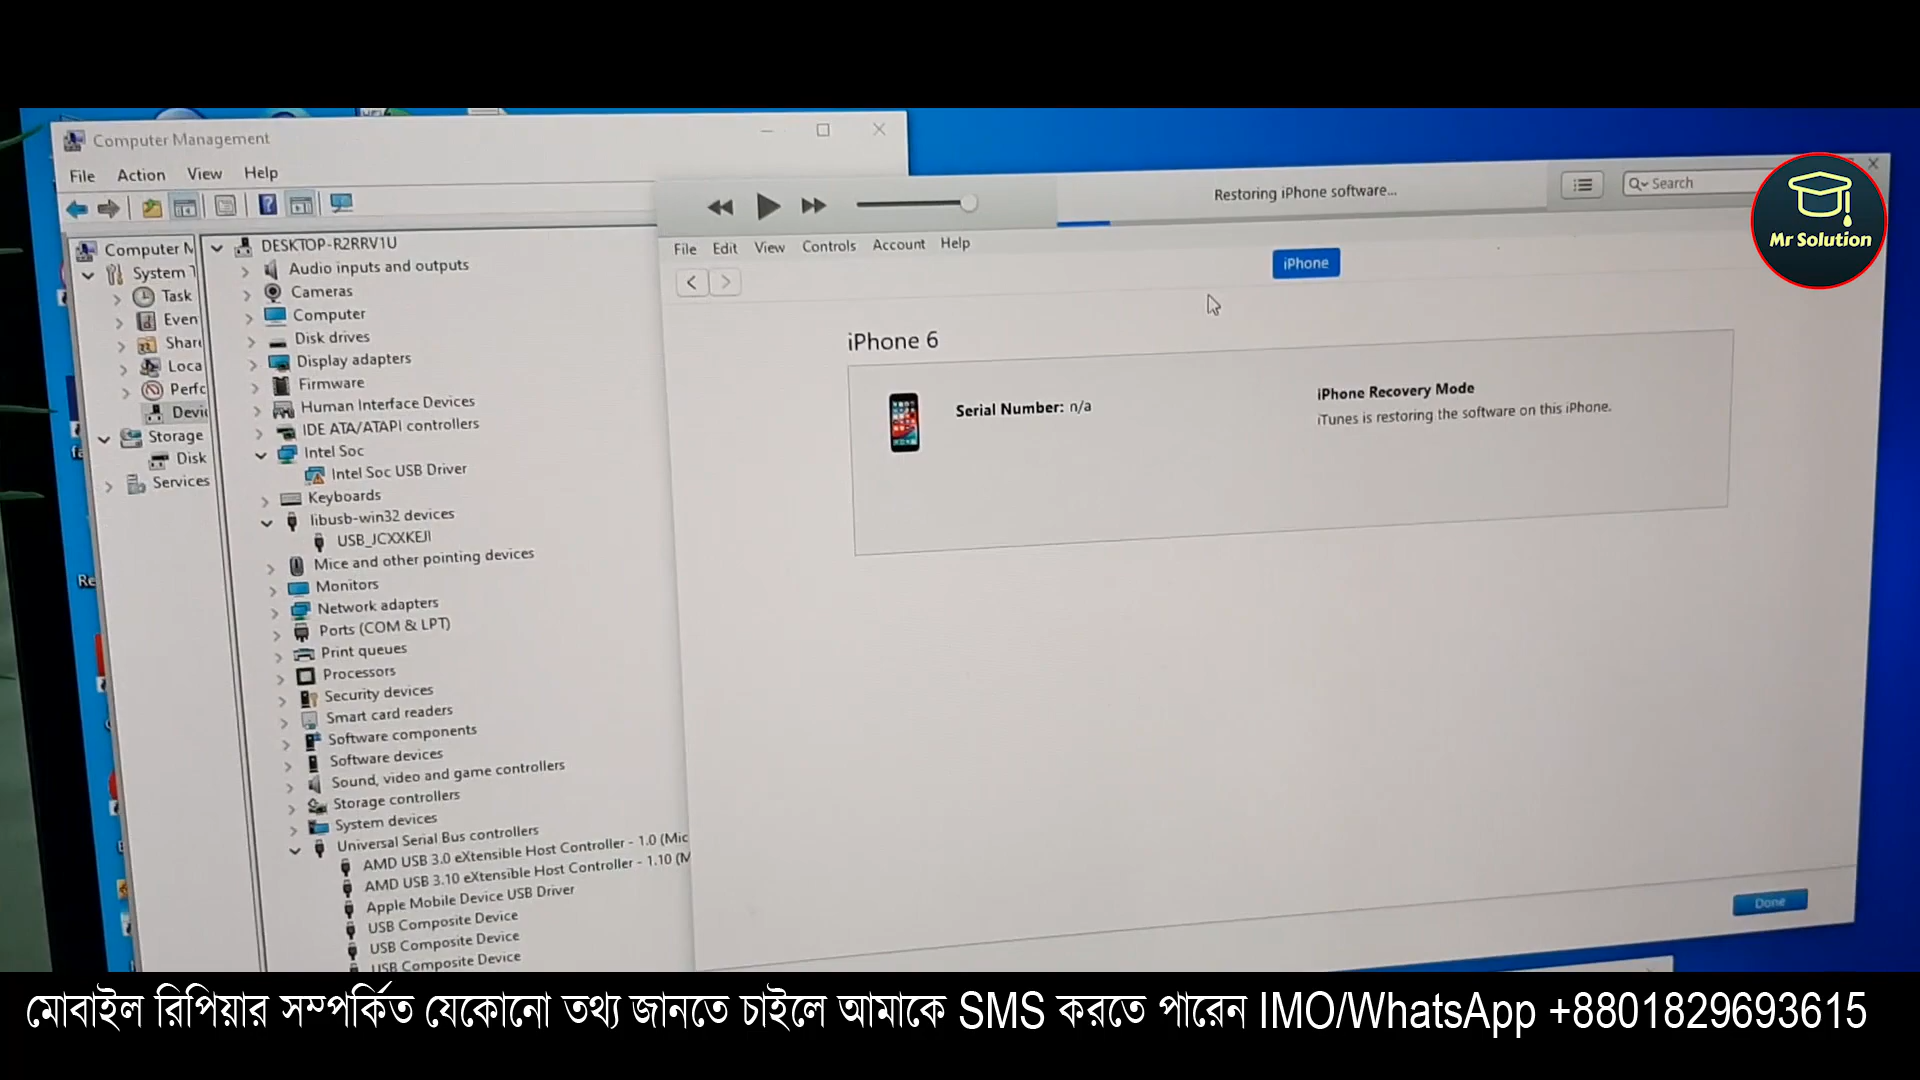 Computer Management
File Action View Help
Computer M
System T
Task
Even
Share
Loca
Perfc
Devic
Storage
Disk
Services
DESKTOP-R2RRV1U
Audio inputs and outputs
Cameras
Computer
Disk drives
Display adapters
Firmware
Human Interface Devices
IDE ATA/ATAPI controllers
Intel Soc
Intel Soc USB Driver
Keyboards
libusb-win32 devices
USB_JCXXKEJI
Mice and other pointing devices
Monitors
Network adapters
Ports (COM & LPT)
Print queues
Processors
Security devices
Smart card readers
Software components
Software devices
Sound, video and game controllers
Storage controllers
System devices
Universal Serial Bus controllers
AMD USB 3.0 eXtensible Host Controller - 1.0 (Mic
AMD USB 3.10 eXtensible Host Controller - 1.10 (M
Apple Mobile Device USB Driver
USB Composite Device
USB Composite Device
USB Composite Device
Restoring iPhone software...
Search
File Edit View Controls Account Help
iPhone
iPhone 6
Serial Number: n/a
iPhone Recovery Mode
iTunes is restoring the software on this iPhone.
Done
Mr Solution
Re
মোবাইল রিপিয়ার সম্পর্কিত যেকোনো তথ্য জানতে চাইলে আমাকে SMS করতে পারেন IMO/WhatsApp +8801829693615